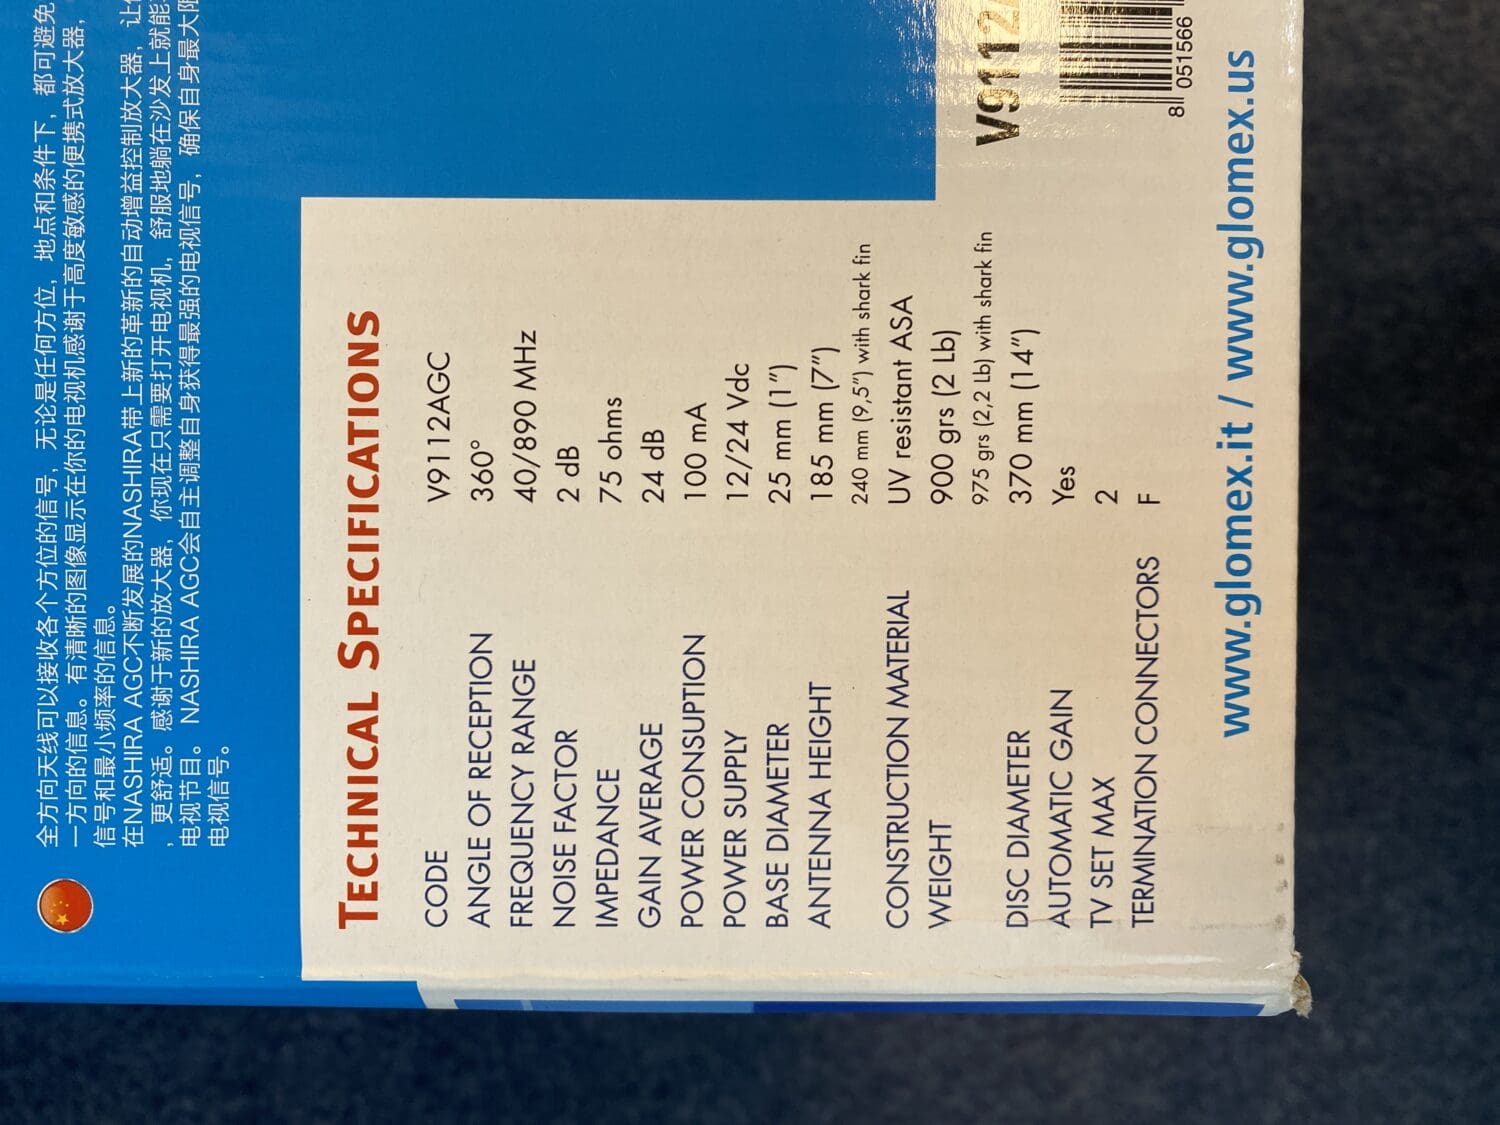 全方向天线可以接收各个方位的信号，无论是任何方位，地点和条件下，都可避免
一方向的信息。有清晰的图像显示在你的电视机感谢于高度敏感的便携式放大器，
信号和最小频率的信息。
在NASHIRA AGC不断发展的NASHIRA带上新的革新的自动增益控制放大器，让
，更舒适。感谢于新的放大器，你现在只需要打开电视机，舒服地躺在沙发上就能
电视节目。 NASHIRA AGC会自主调整自身获得最强的电视信号，确保自身最大限
电视信号。
TECHNICAL SPECIFICATIONS
CODE V9112AGC
ANGLE OF RECEPTION 360°
FREQUENCY RANGE 40/890 MHz
NOISE FACTOR 2 dB
IMPEDANCE 75 ohms
GAIN AVERAGE 24 dB
POWER CONSUPTION 100 mA
POWER SUPPLY 12/24 Vdc
BASE DIAMETER 25 mm (1”)
ANTENNA HEIGHT 185 mm (7”)
240 mm (9,5”) with shark fin
CONSTRUCTION MATERIAL UV resistant ASA
WEIGHT 900 grs (2 Lb)
975 grs (2,2 Lb) with shark fin
DISC DIAMETER 370 mm (14”)
AUTOMATIC GAIN Yes
TV SET MAX 2
TERMINATION CONNECTORS F
V9112A
8 051566
www.glomex.it / www.glomex.us